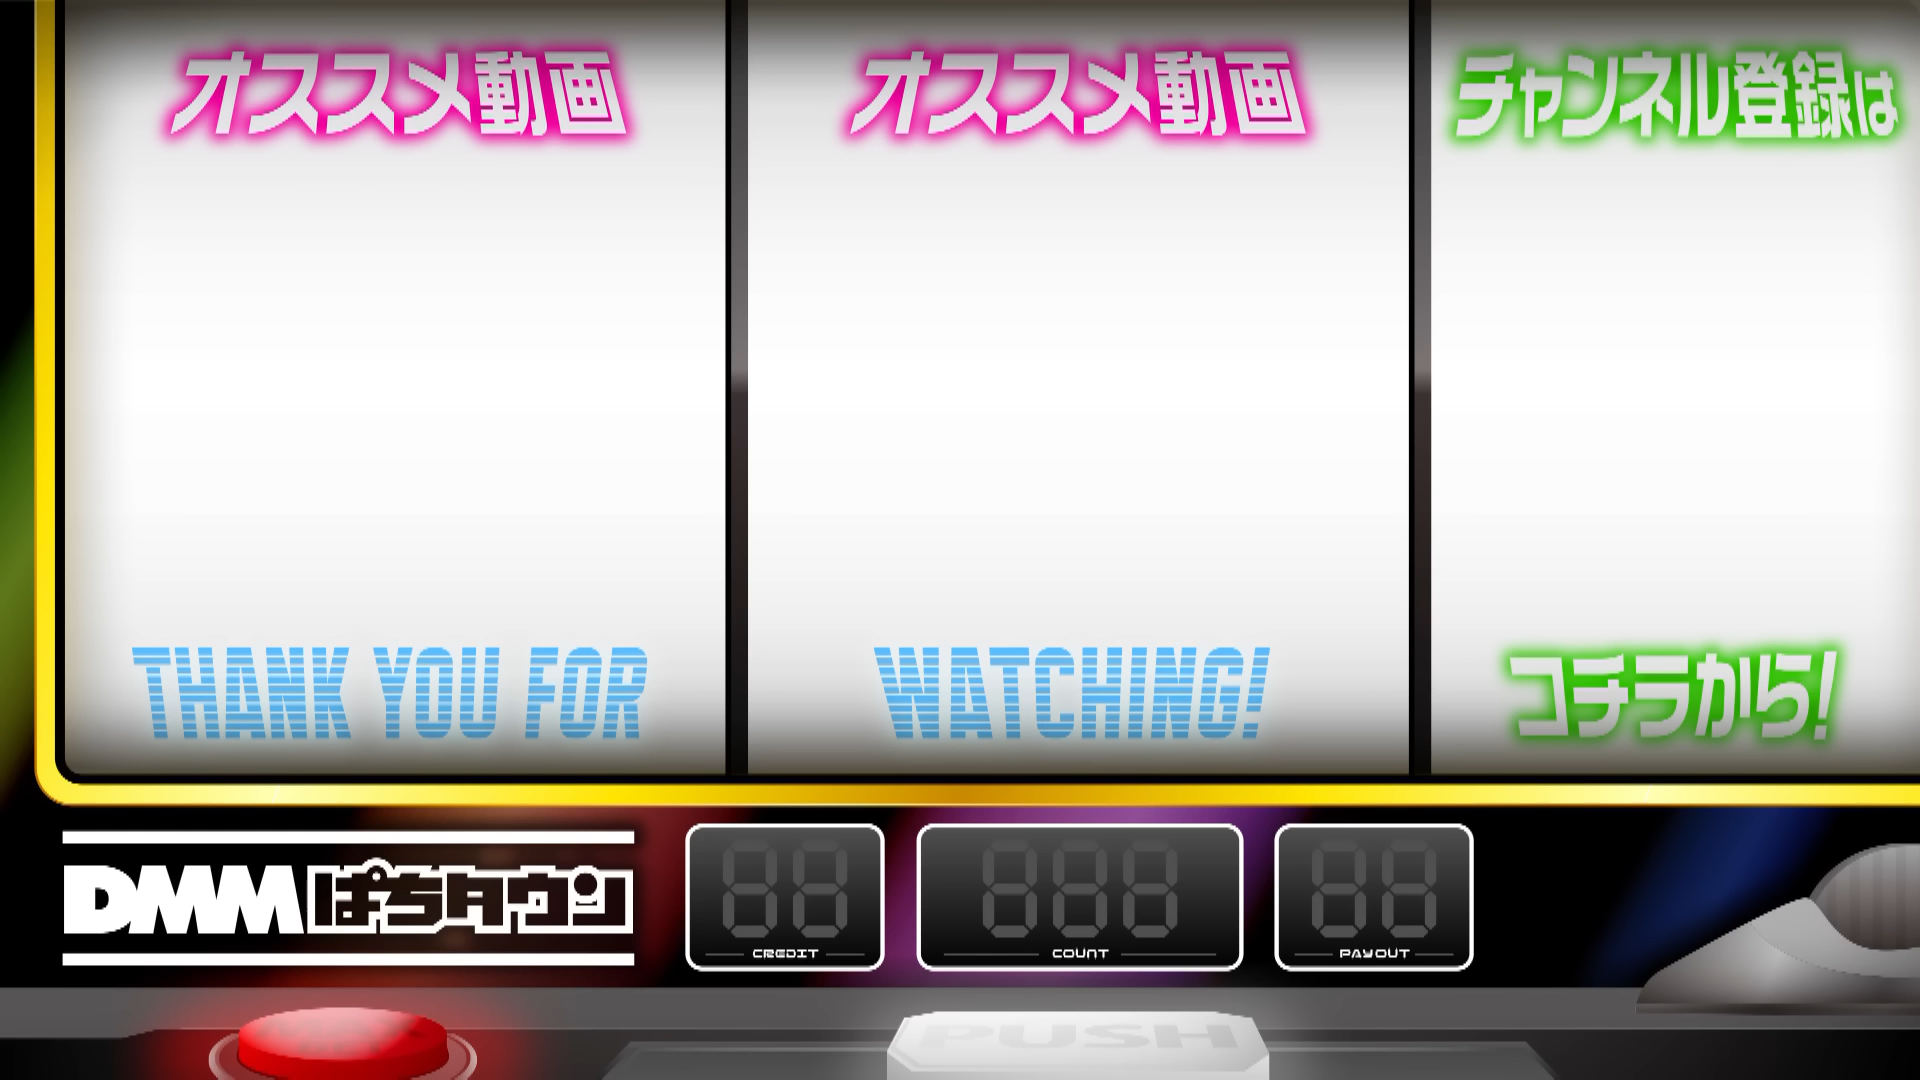 オススメ動画
オススメ動画
チャンネル登録は
THANK YOU FOR
WATCHING!
コチラから!
DMMぱちタウン
CREDIT
COUNT
PAYOUT
PUSH